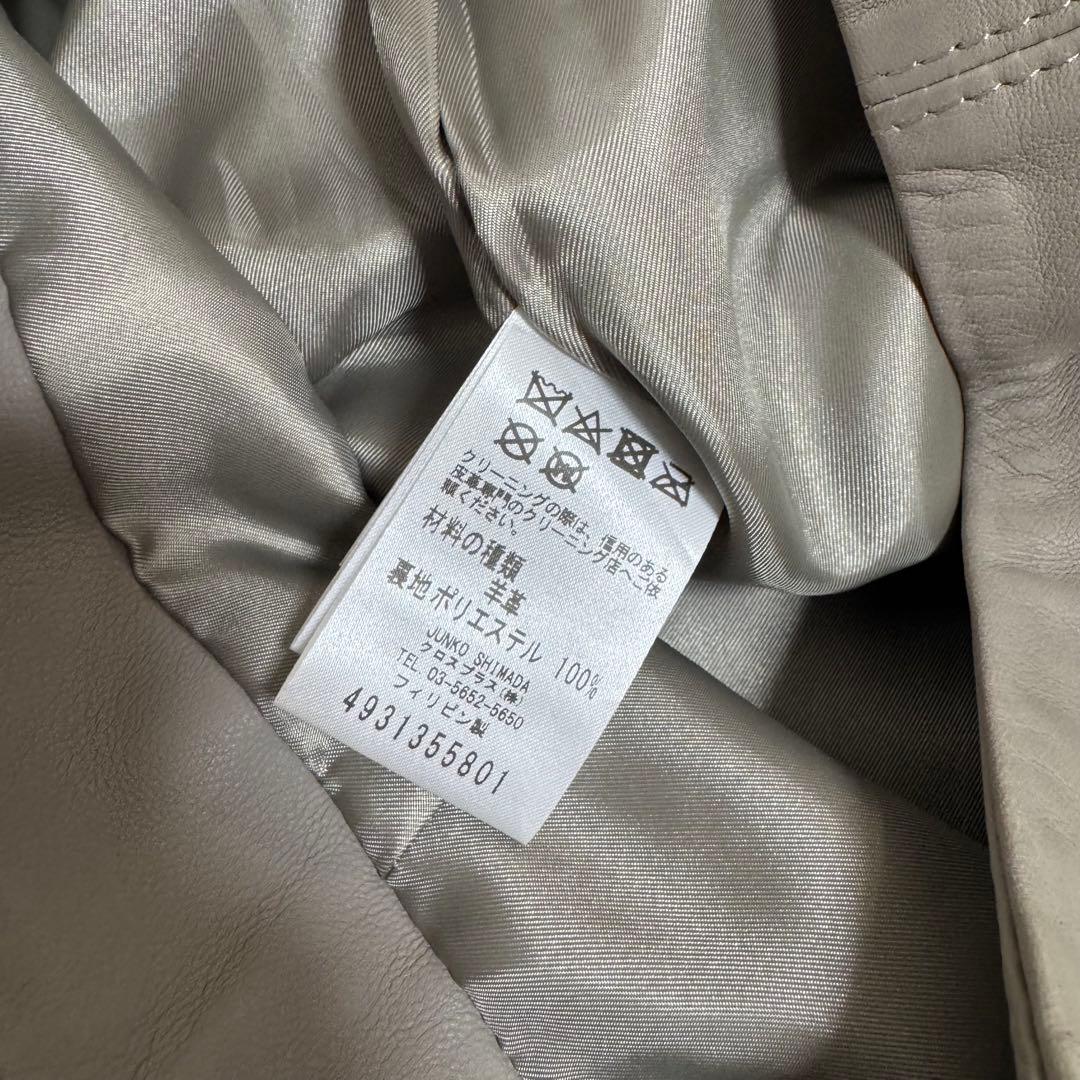 クリーニングの際は、信用のある
皮革専門のクリーニング店へご依
頼ください。
材料の種類
羊革
裏地・ポリエステル 100%
JUNKO SHIMADA
クロスプラス(株)
TEL 03-5652-5650
フィリピン製
4931355801